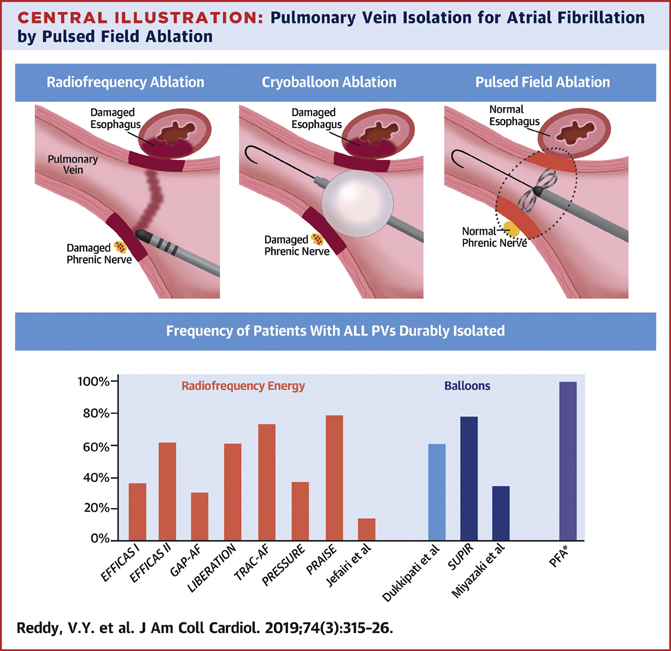 CENTRAL ILLUSTRATION: Pulmonary Vein Isolation for Atrial Fibrillation
by Pulsed Field Ablation
Radiofrequency Ablation
Cryoballoon Ablation
Pulsed Field Ablation
Damaged
Esophagus
Pulmonary
Vein
Damaged
Phrenic Nerve
Damaged
Esophagus
Damaged
Phrenic Nerve
Normal
Esophagus
Normal
Phrenic Nerve
Frequency of Patients With ALL PVs Durably Isolated
100%
80%
60%
40%
20%
0%
Radiofrequency Energy
Balloons
EFFICAS I
EFFICAS II
GAP-AF
LIBERATION
TRAC-AF
PRESSURE
PRAISE
Jefairi et al
Dukkipati et al
SUPIR
Miyazaki et al
PFA*
Reddy, V.Y. et al. J Am Coll Cardiol. 2019;74(3):315–26.